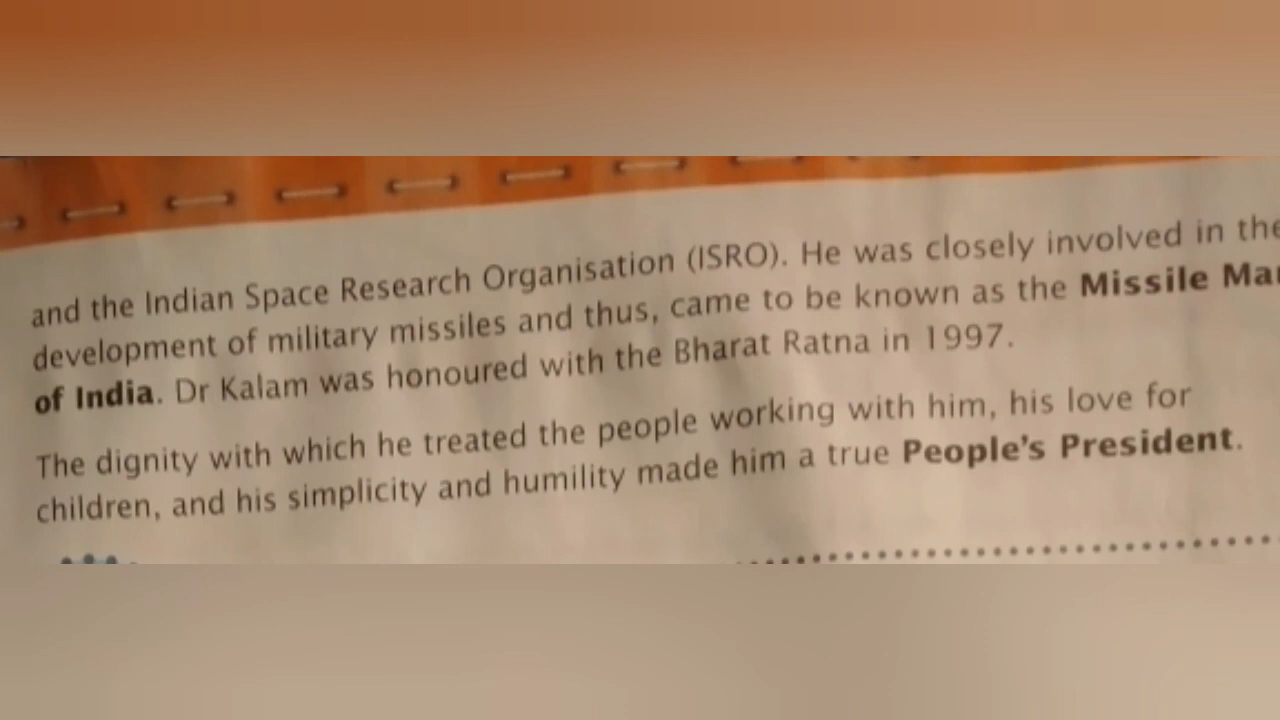 and the Indian Space Research Organisation (ISRO). He was closely involved in the
development of military missiles and thus, came to be known as the Missile Man
of India. Dr Kalam was honoured with the Bharat Ratna in 1997.
The dignity with which he treated the people working with him, his love for
children, and his simplicity and humility made him a true People's President.